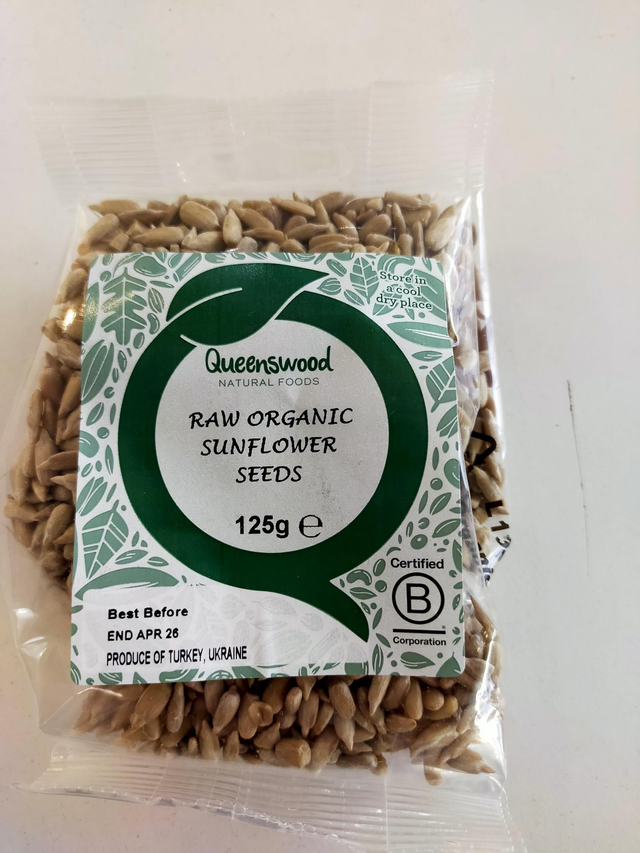 Store in
a cool
dry place
Queenswood
NATURAL FOODS
RAW ORGANIC
SUNFLOWER
SEEDS
125g ℮
Certified
B
Corporation
Best Before
END APR 26
PRODUCE OF TURKEY, UKRAINE